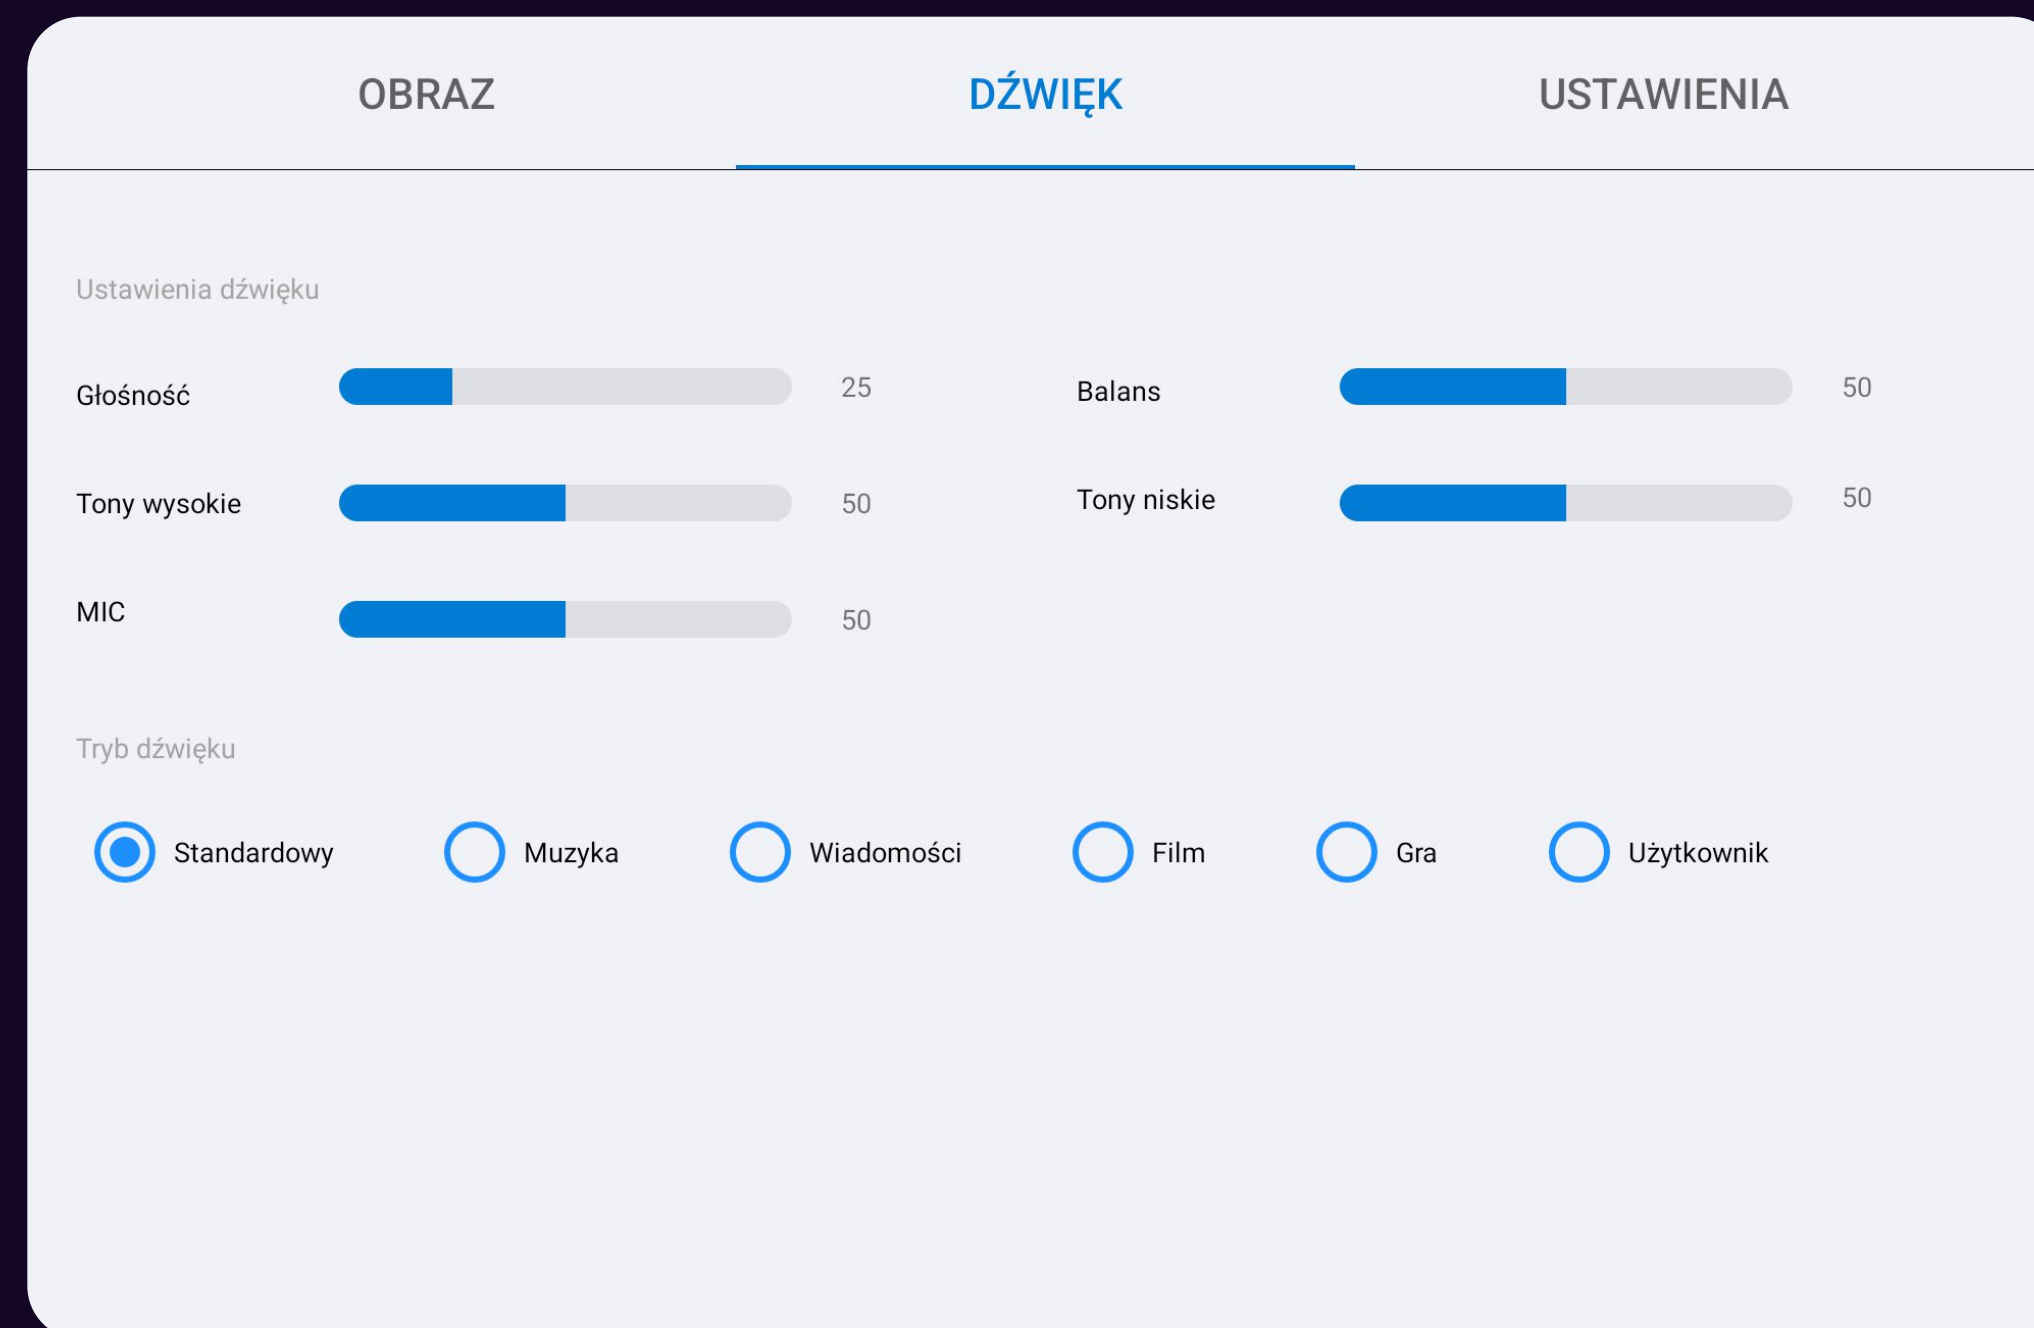 OBRAZ DŹWIĘK USTAWIENIA
Ustawienia dźwięku
Głośność 25 Balans 50
Tony wysokie 50 Tony niskie 50
MIC 50
Tryb dźwięku
Standardowy Muzyka Wiadomości Film Gra Użytkownik